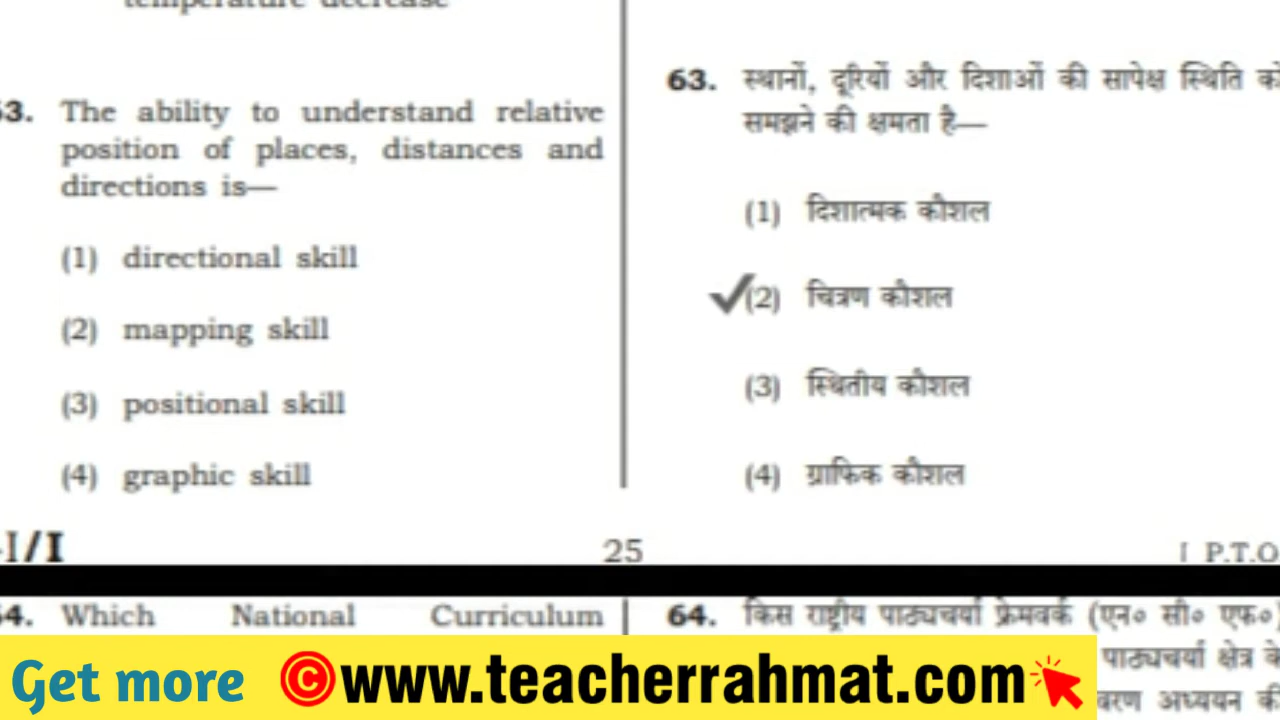 temperature decrease
63. The ability to understand relative
position of places, distances and
directions is—
(1) directional skill
(2) mapping skill
(3) positional skill
(4) graphic skill
63. स्थानों, दूरियों और दिशाओं की सापेक्ष स्थिति को
समझने की क्षमता है—
(1) दिशात्मक कौशल
(2) चित्रण कौशल
(3) स्थितीय कौशल
(4) ग्राफिक कौशल
-I/I
25
[ P.T.O
64. Which National Curriculum
64. किस राष्ट्रीय पाठ्यचर्या फ्रेमवर्क (एन० सी० एफ०)
पाठ्यचर्या क्षेत्र के
वरण अध्ययन की
Get more ©www.teacherrahmat.com